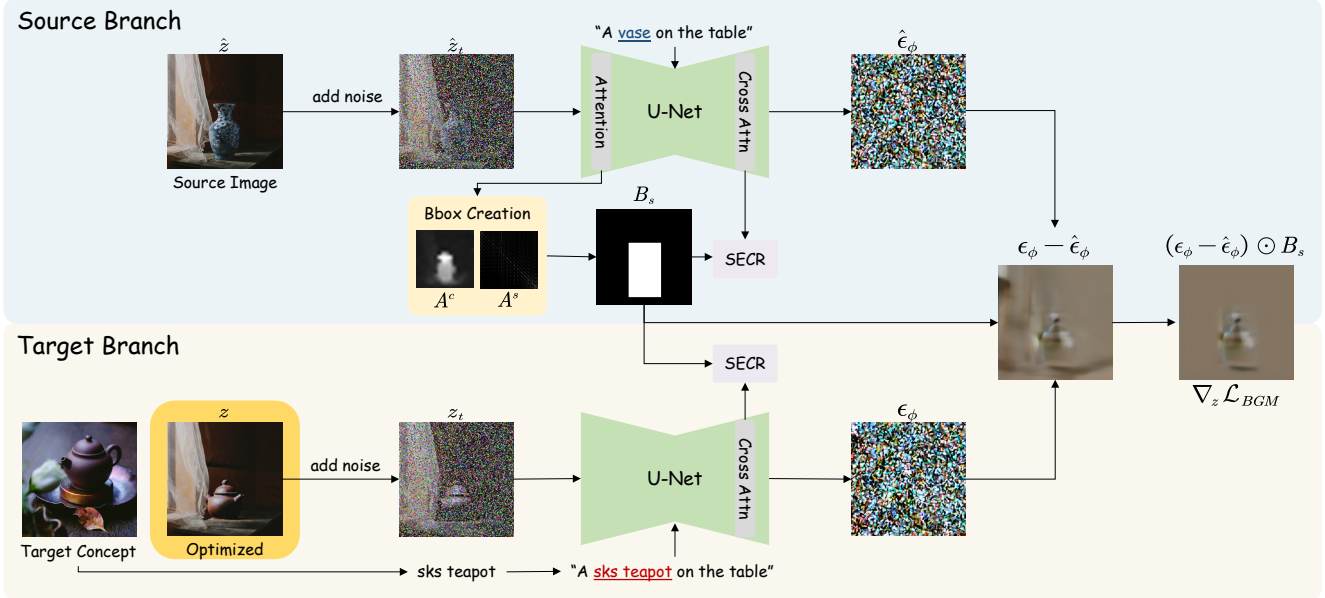 Source Branch
ẑ
Source Image
add noise
ẑ_t
“A vase on the table”
Attention
U-Net
Cross Attn
ε̂_ϕ
Bbox Creation
A^c
A^s
B_s
SECR
ϵ_ϕ − ϵ̂_ϕ
(ϵ_ϕ − ϵ̂_ϕ) ⊙ B_s
∇_z ℒ_BGM
Target Branch
SECR
Target Concept
z
Optimized
add noise
z_t
U-Net
Cross Attn
ϵ_ϕ
sks teapot
“A sks teapot on the table”